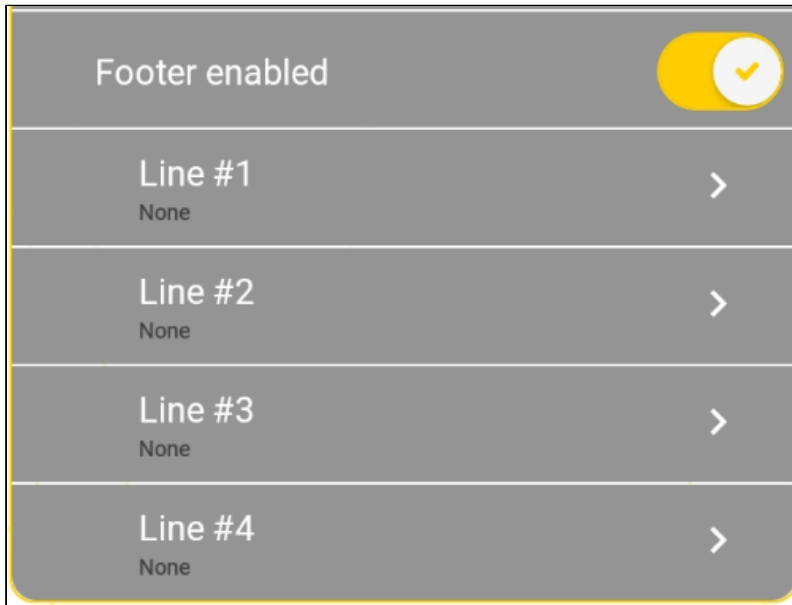 Footer enabled
Line #1
None
Line #2
None
Line #3
None
Line #4
None